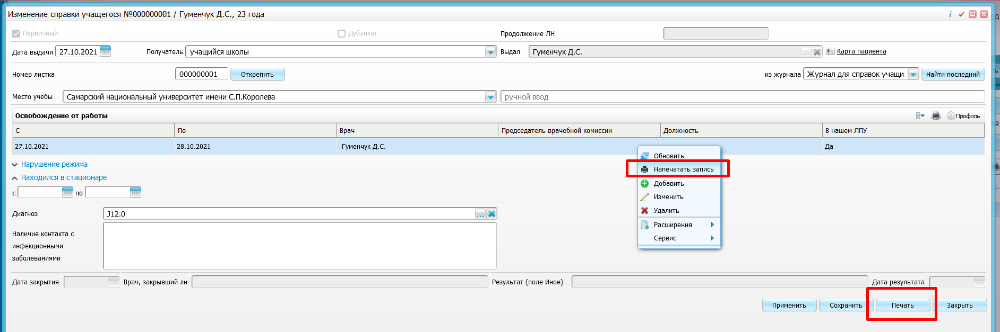 Изменение справки учащегося №000000001 / Гуменчук Д.С., 23 года
Первичный
Дубликат
Продолжение ЛН
Дата выдачи 27.10.2021
Получатель учащийся школы
Выдал Гуменчук Д.С. ...
Карта пациента
Номер листка 000000001 Открепить
из журнала Журнал для справок учащи
Найти последний
Место учебы Самарский национальный университет имени С.П.Королева
ручной ввод
Освобождение от работы
Профиль
С По Врач Председатель врачебной комиссии Должность В нашем ЛПУ
27.10.2021 28.10.2021 Гуменчук Д.С. Да
Нарушение режима
Находился в стационаре
с по
Обновить
Напечатать запись
Добавить
Изменить
Удалить
Расширения
Сервис
Диагноз J12.0 ...
Наличие контакта с
инфекционными
заболеваниями
Дата закрытия
Врач, закрывший лн
Результат (поле Иное)
Дата результата
Применить Сохранить Печать Закрыть